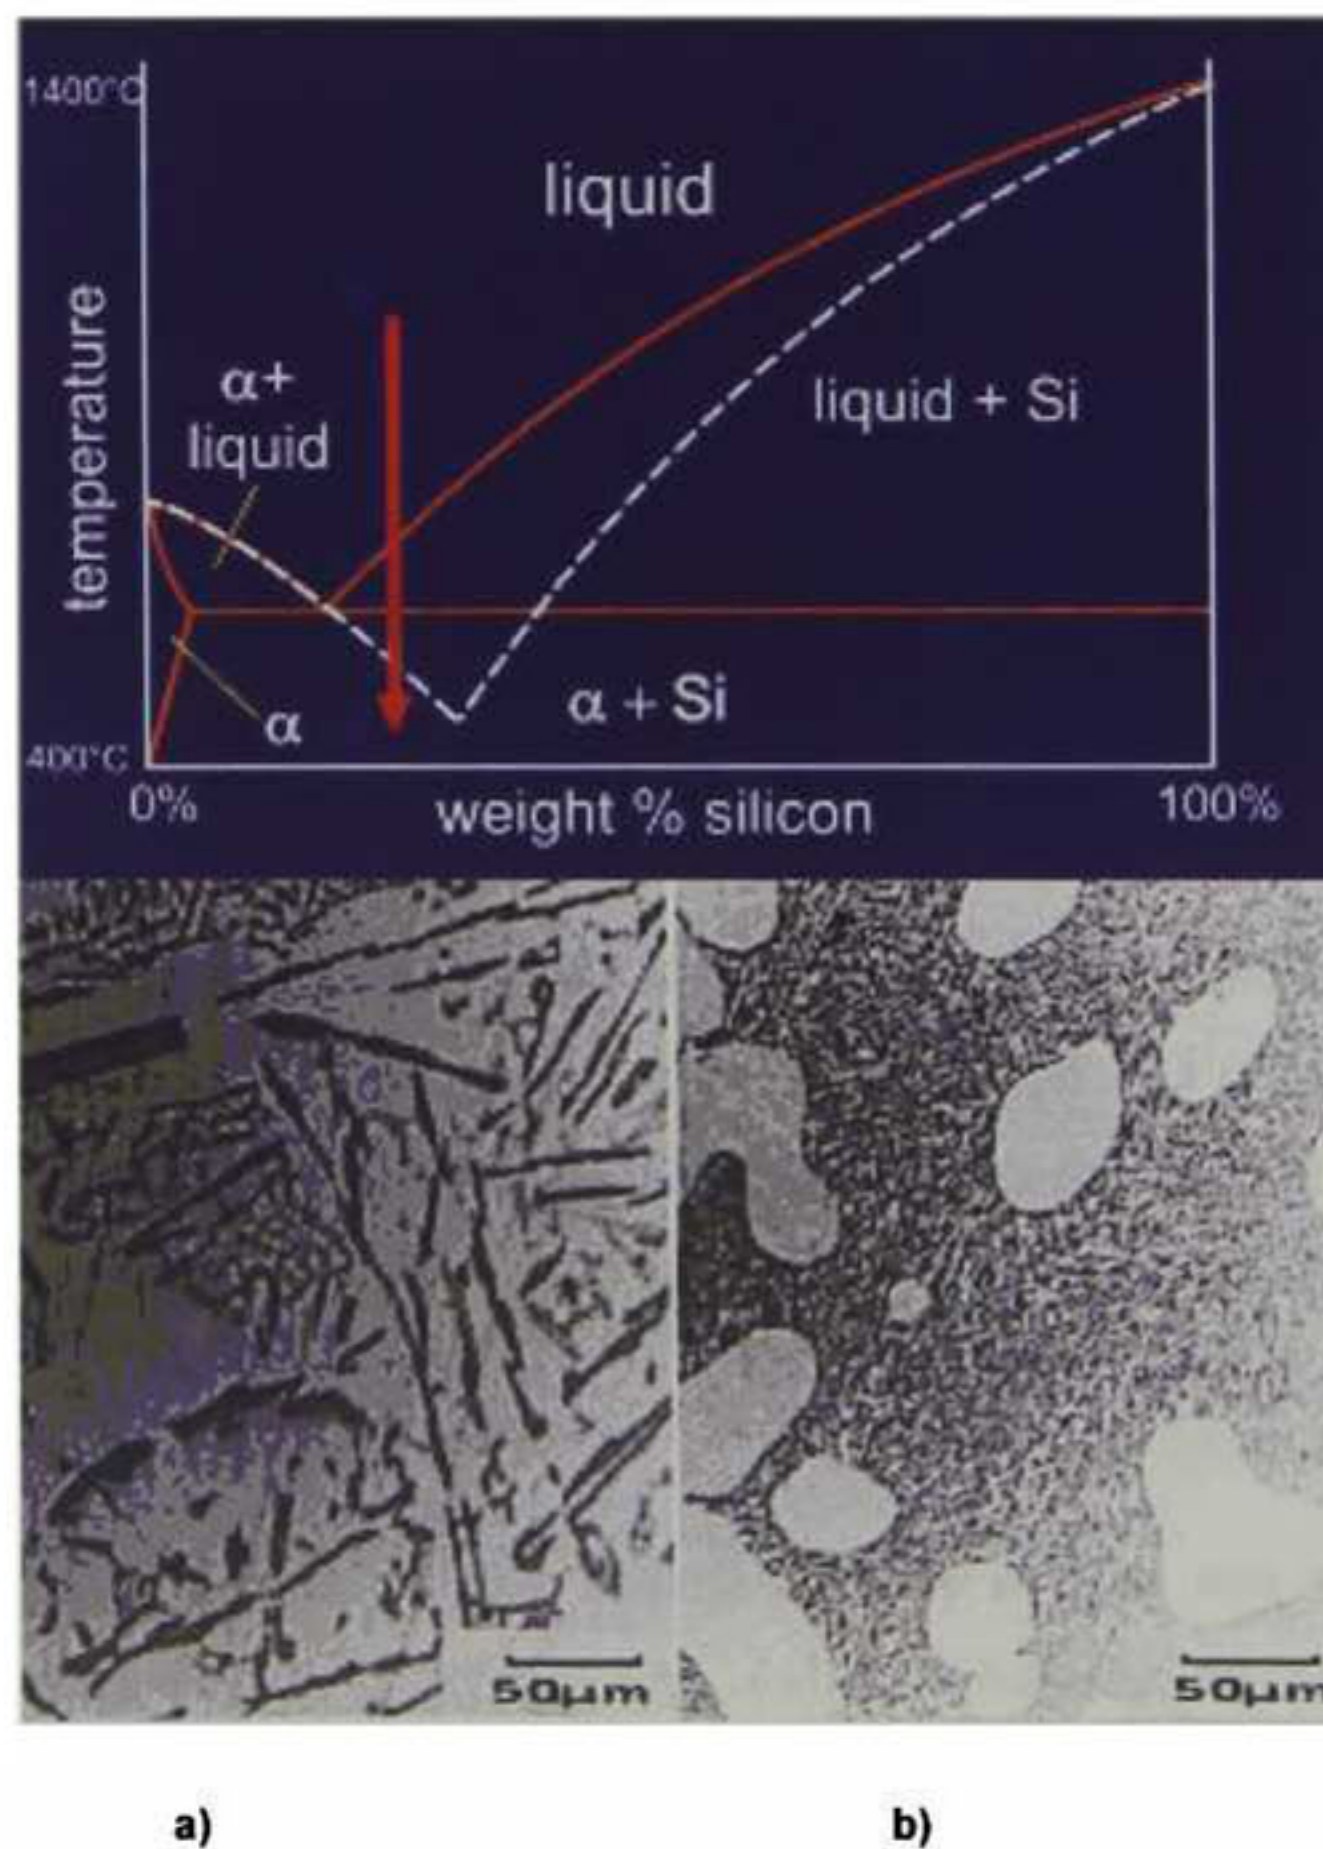 1400°C
liquid
α+
liquid
liquid + Si
temperature
α + Si
α
400°C
0%
weight % silicon
100%
50μm
50μm
a)
b)